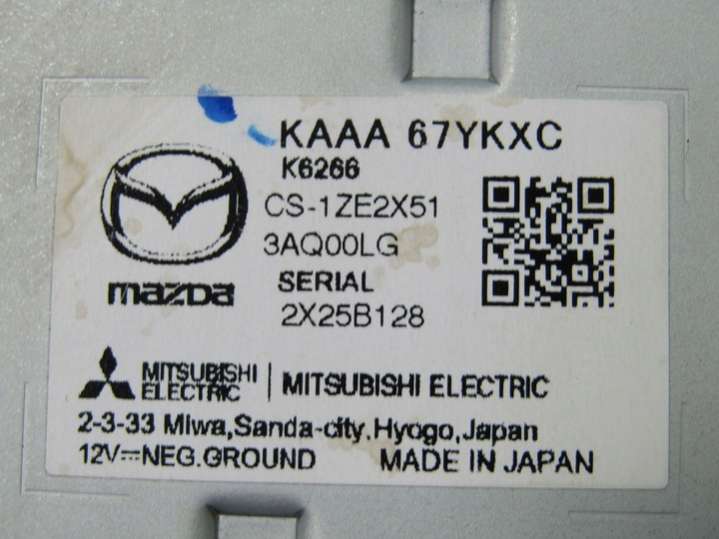 KAAA 67YKXC
K6266
CS-1ZE2X51
3AQ00LG
SERIAL
2X25B128
mazda
MITSUBISHI ELECTRIC
MITSUBISHI ELECTRIC
2-3-33 Miwa,Sanda-city,Hyogo,Japan
12V⎓NEG.GROUND MADE IN JAPAN